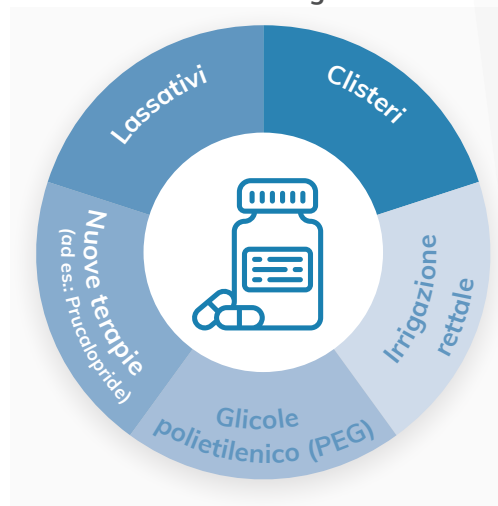 Lassativi
Clisteri
Irrigazione
rettale
Glicole
polietilenico (PEG)
Nuove terapie
(ad es.: Prucalopride)